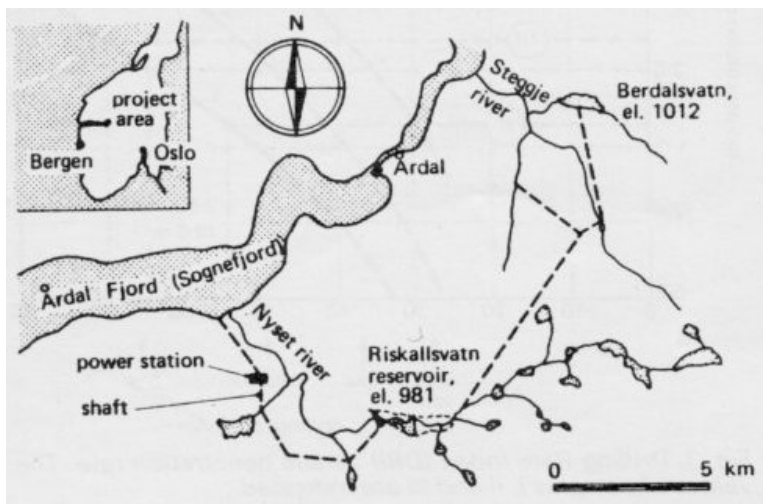 N
project
area
Bergen
Oslo
Steggje
river
Berdalsvatn,
el. 1012
Årdal
Årdal Fjord (Sognefjord)
Nyset river
power station
shaft
Riskallsvatn
reservoir,
el. 981
0
5 km